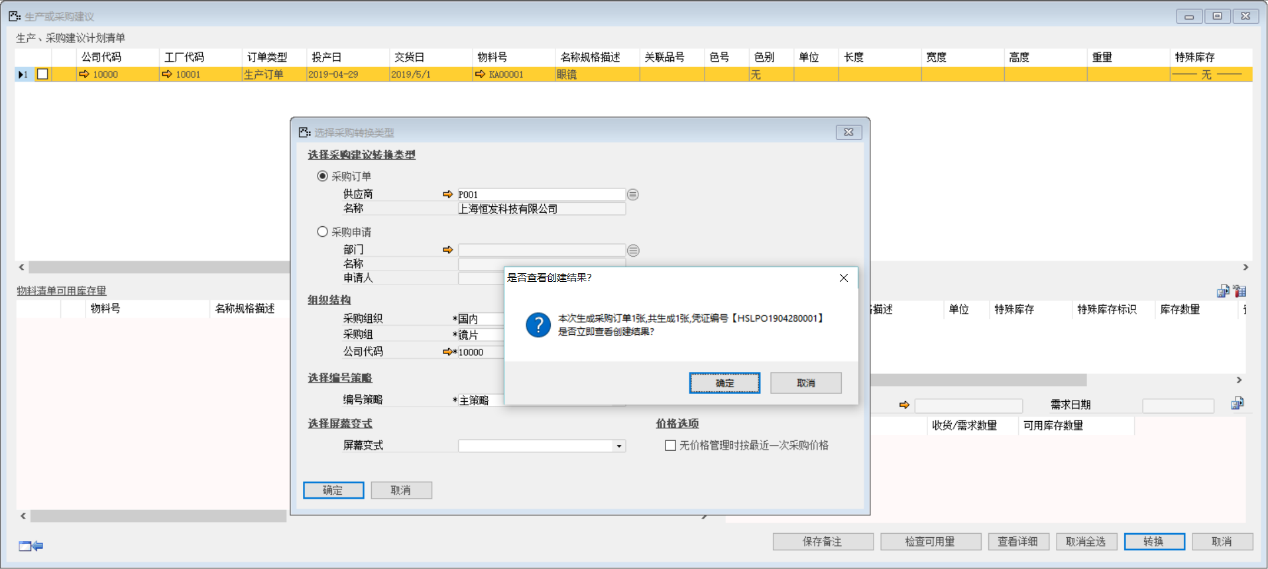 生产或采购建议
生产、采购建议计划清单
公司代码 工厂代码 订单类型 投产日 交货日 物料号 名称规格描述 关联品号 色号 色别 单位 长度 宽度 高度 重量 特殊库存
1 10000 10001 生产订单 2019-04-29 2019/5/1 XA00001 眼镜 无 无
选择采购转换类型
选择采购建议转换类型
采购订单
供应商 P001
名称 上海恒发科技有限公司
采购申请
部门
名称
申请人
是否查看创建结果?
本次生成采购订单1张,共生成1张,凭证编号【HSLPO1904280001】
是否立即查看创建结果?
确定 取消
组织结构
采购组织 *国内
采购组 *镜片
公司代码 *10000
选择编号策略
编号策略 *主策略
选择屏幕变式 价格选项
屏幕变式 无价格管理时按最近一次采购价格
确定 取消
物料清单可用库存量
物料号 名称规格描述
描述 单位 特殊库存 特殊库存标识 库存数量
需求日期
收货/需求数量 可用库存数量
保存备注 检查可用量 查看详细 取消全选 转换 取消